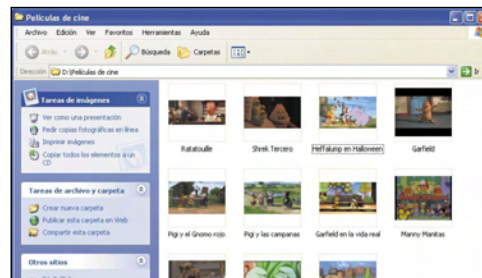 Películas de cine
Archivo Edición Ver Favoritos Herramientas Ayuda
Atrás Búsqueda Carpetas
Dirección D:\Películas de cine Ir
Tareas de imágenes
Ver como una presentación
Pedir copias fotográficas en línea
Imprimir imágenes
Copiar todos los elementos a un
CD
Ratatouille Shrek Tercero Heffalump en Halloween Garfield
Tareas de archivo y carpeta
Crear nueva carpeta
Publicar esta carpeta en Web
Compartir esta carpeta
Pigi y el Gnomo rojo Pigi y las campanas Garfield en la vida real Manny Manitas
Otros sitios